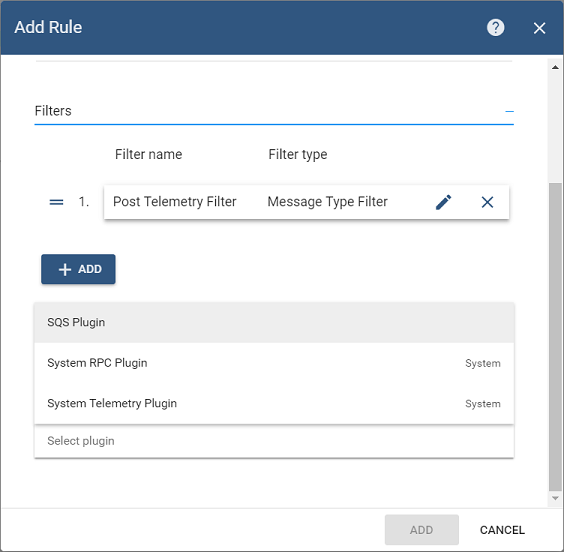 Add Rule ?
Filters
Filter name Filter type
1. Post Telemetry Filter Message Type Filter
+ ADD
SQS Plugin
System RPC Plugin System
System Telemetry Plugin System
Select plugin
ADD CANCEL